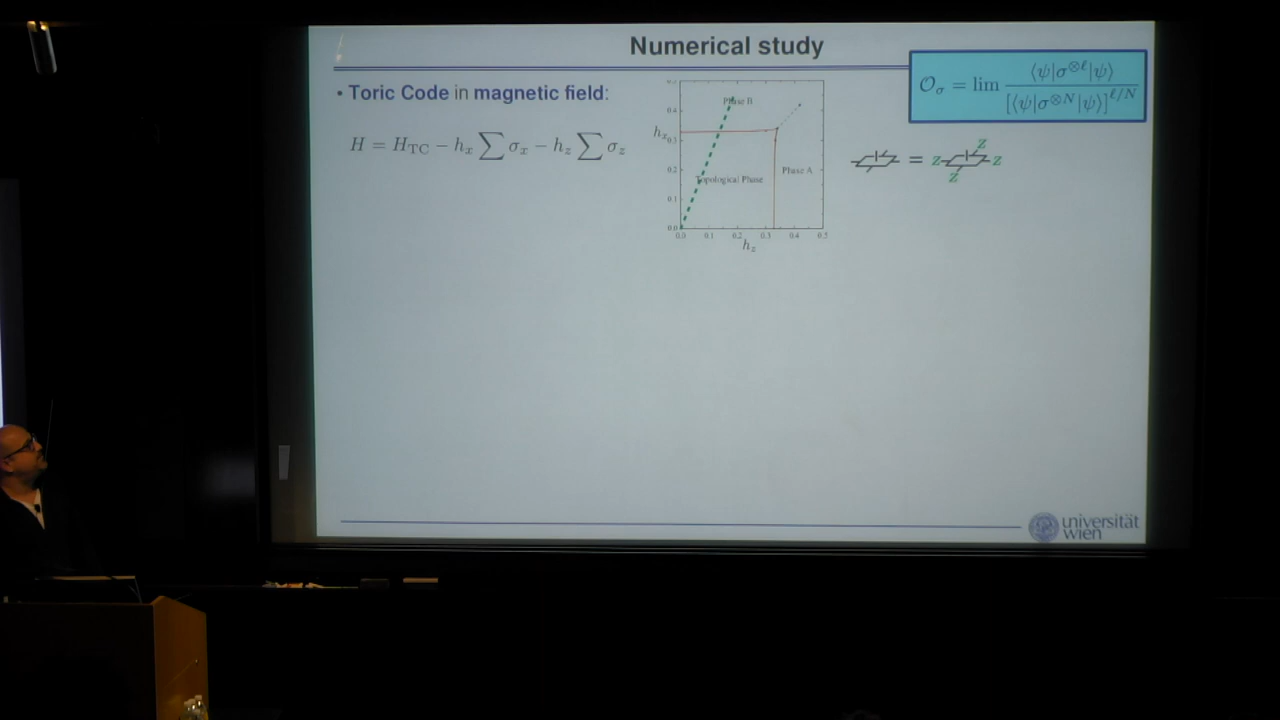 Numerical study
• Toric Code in magnetic field:
H = H_TC − h_x ∑ σ_x − h_z ∑ σ_z
O_σ = lim ⟨ψ|σ^{⊗ℓ}|ψ⟩ / [⟨ψ|σ^{⊗N}|ψ⟩]^{ℓ/N}
Phase B
0.4
h_x
0.3
0.2
Topological Phase
Phase A
0.1
0.0
0.0 0.1 0.2 0.3 0.4 0.5
h_z
=
Z
Z
Z
Z
universität
wien